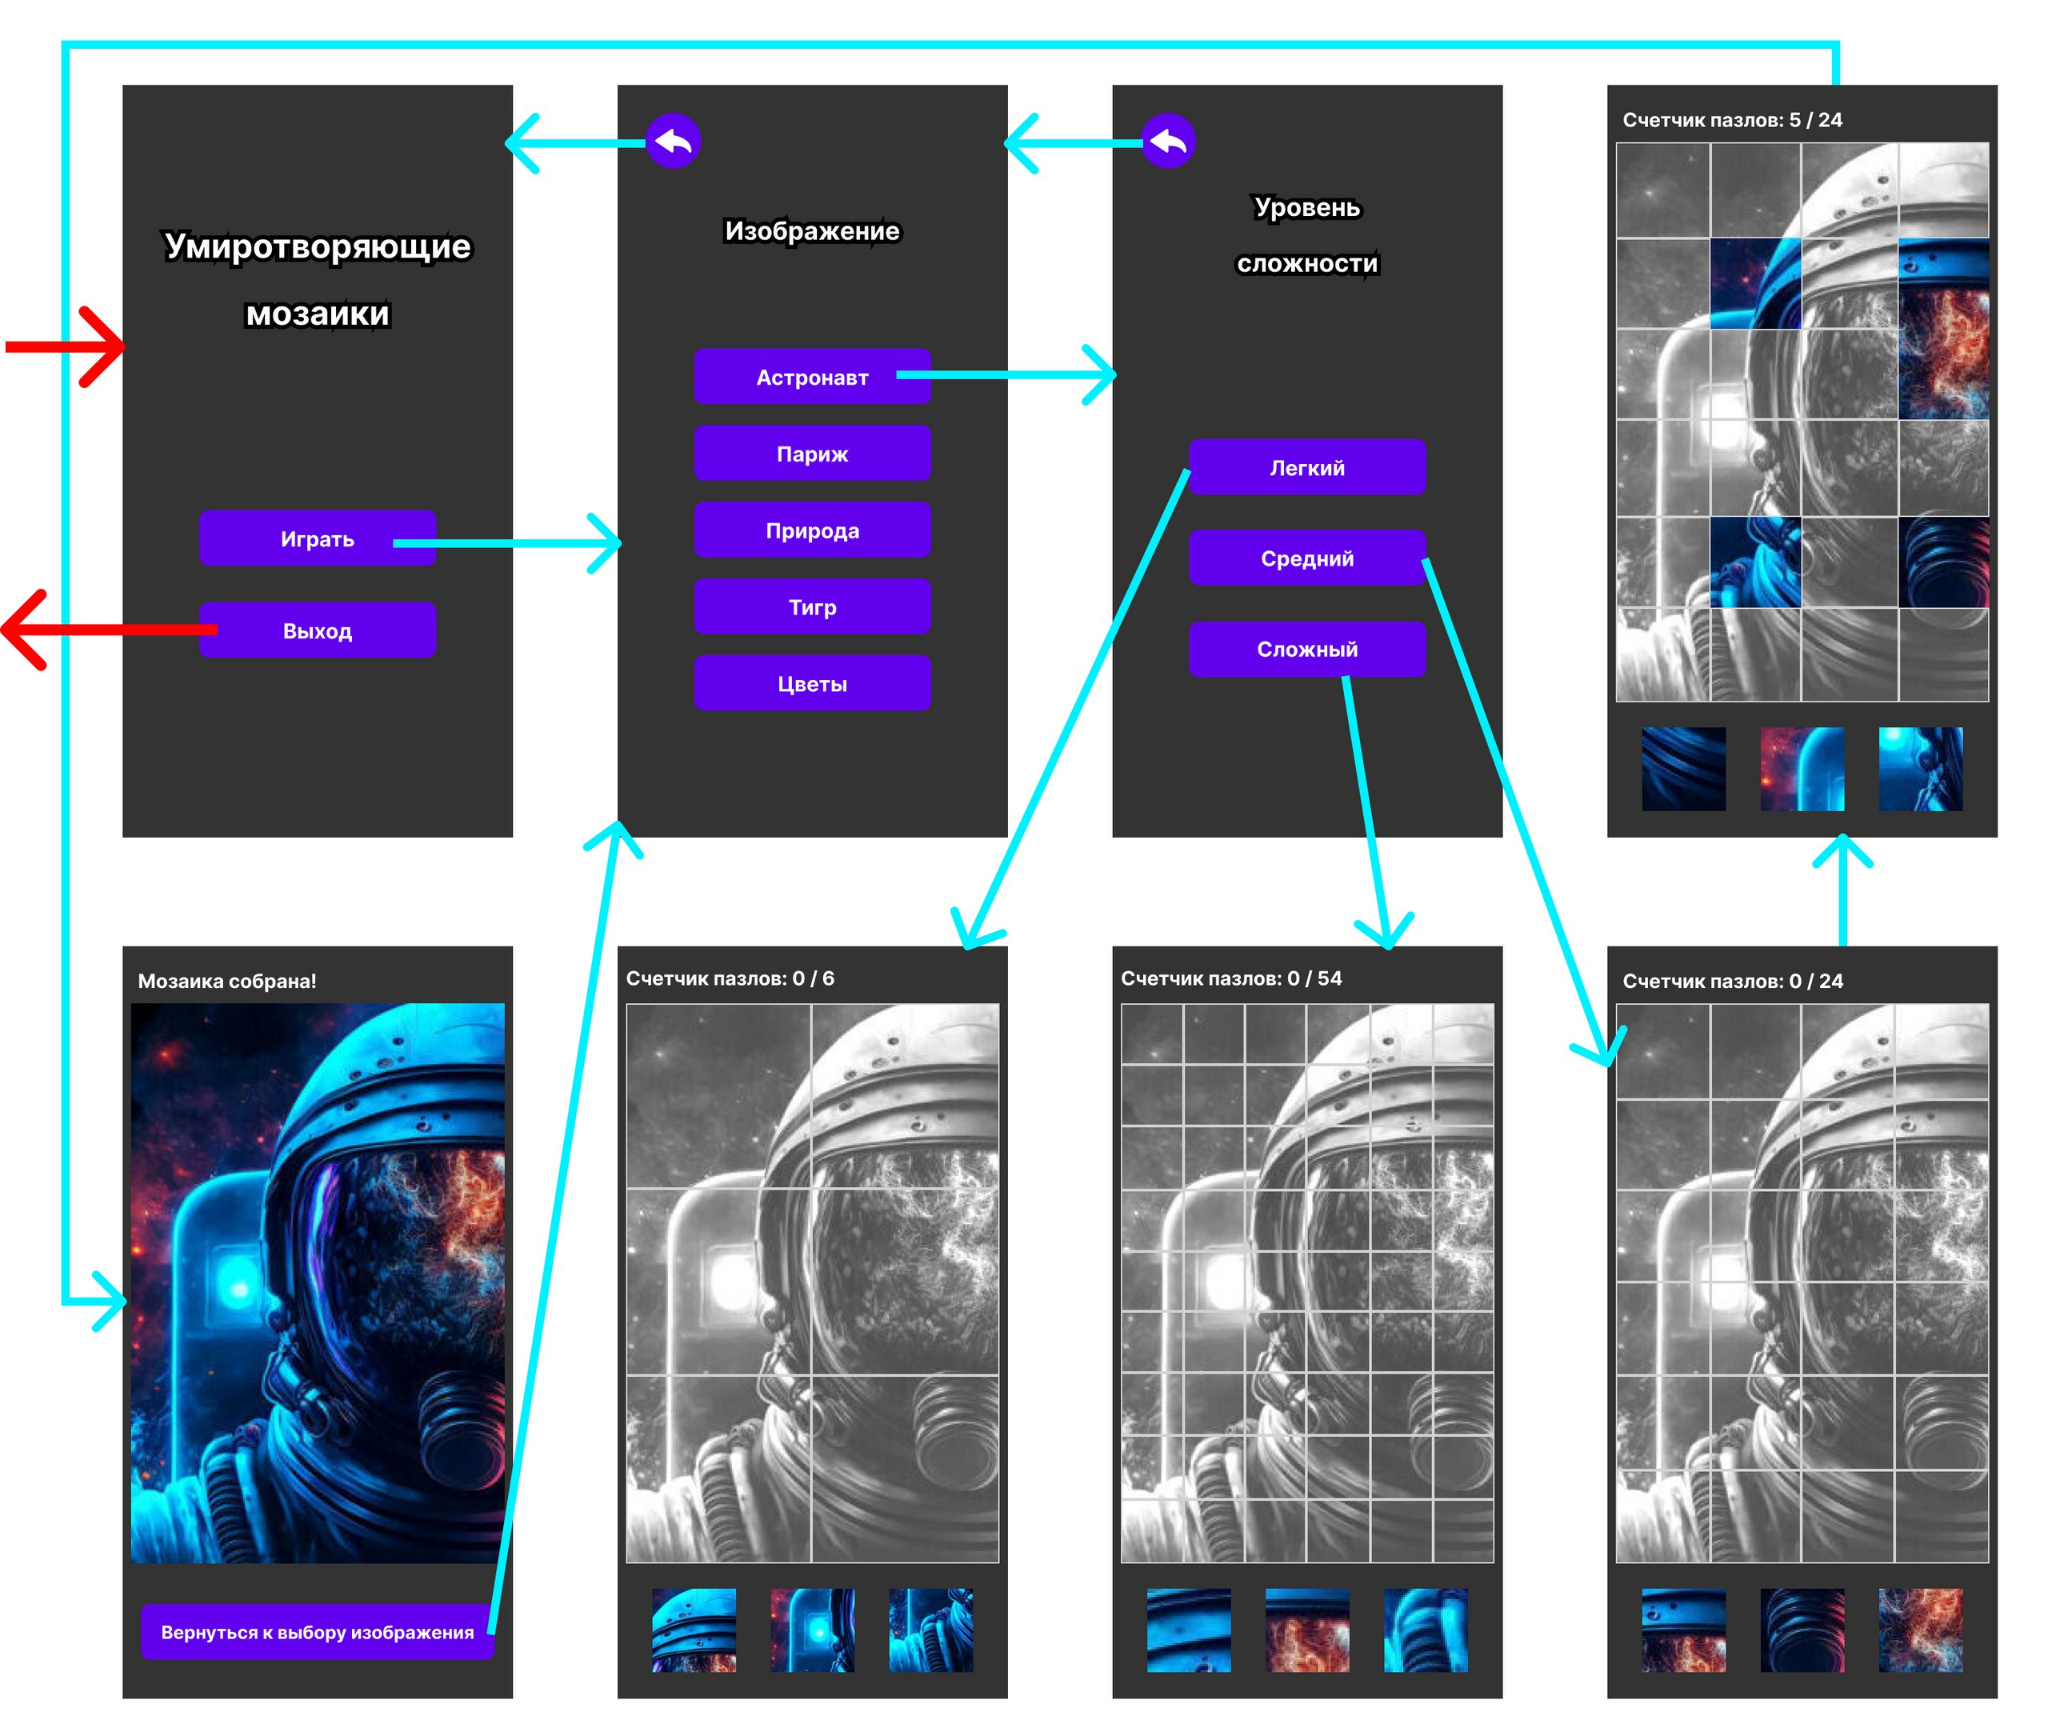 Умиротворяющие
мозаики
Играть
Выход
Изображение
Астронавт
Париж
Природа
Тигр
Цветы
Уровень
сложности
Легкий
Средний
Сложный
Счетчик пазлов: 5 / 24
Мозаика собрана!
Вернуться к выбору изображения
Счетчик пазлов: 0 / 6
Счетчик пазлов: 0 / 54
Счетчик пазлов: 0 / 24